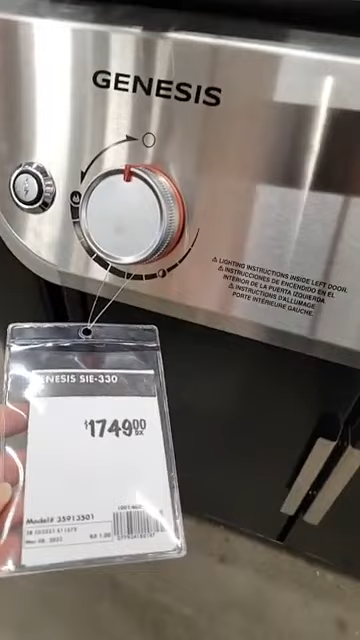 GENESIS
⚠ LIGHTING INSTRUCTIONS INSIDE LEFT DOOR.
⚠ INSTRUCCIONES DE ENCENDIDO EN EL
INTERIOR DE LA PUERTA IZQUIERDA.
⚠ INSTRUCTIONS D'ALLUMAGE
PORTE INTÉRIEURE GAUCHE.
GENESIS SIE-330
$1749.00
Model# 35913501